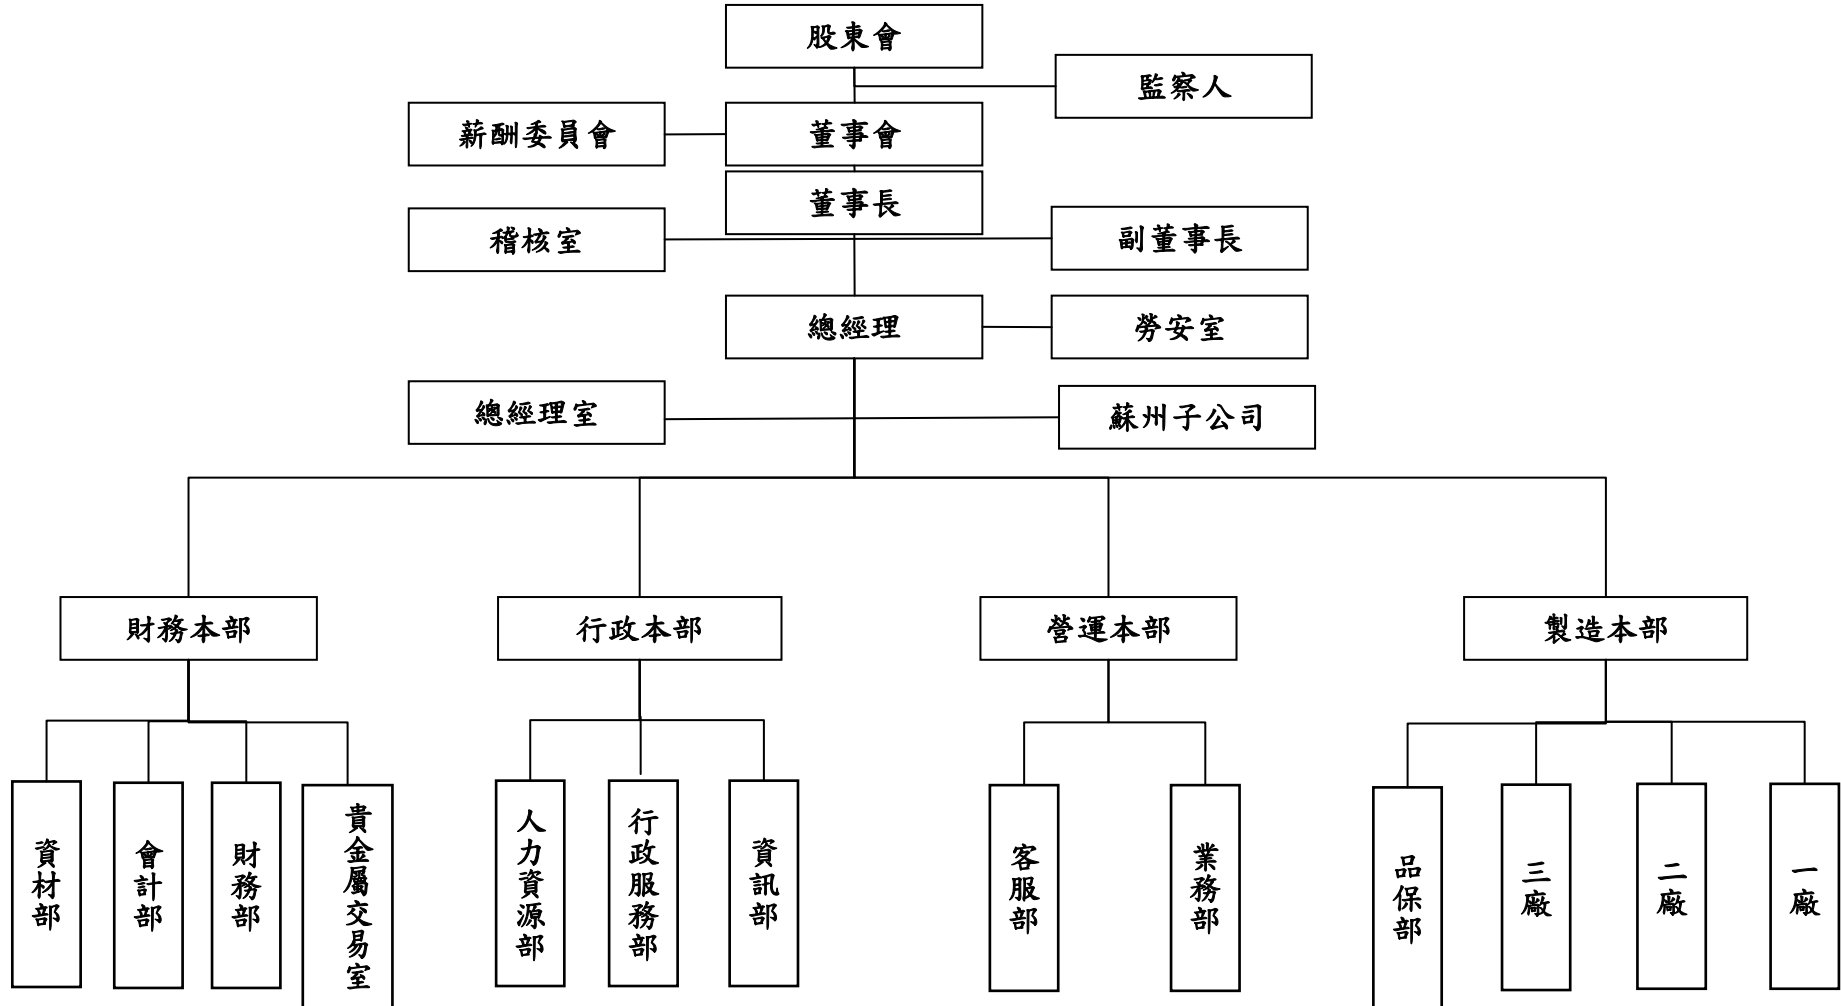 股東會
監察人
薪酬委員會
董事會
董事長
稽核室
副董事長
總經理
勞安室
總經理室
蘇州子公司
財務本部
行政本部
營運本部
製造本部
資材部
會計部
財務部
貴金屬交易室
人力資源部
行政服務部
資訊部
客服部
業務部
品保部
三廠
二廠
一廠